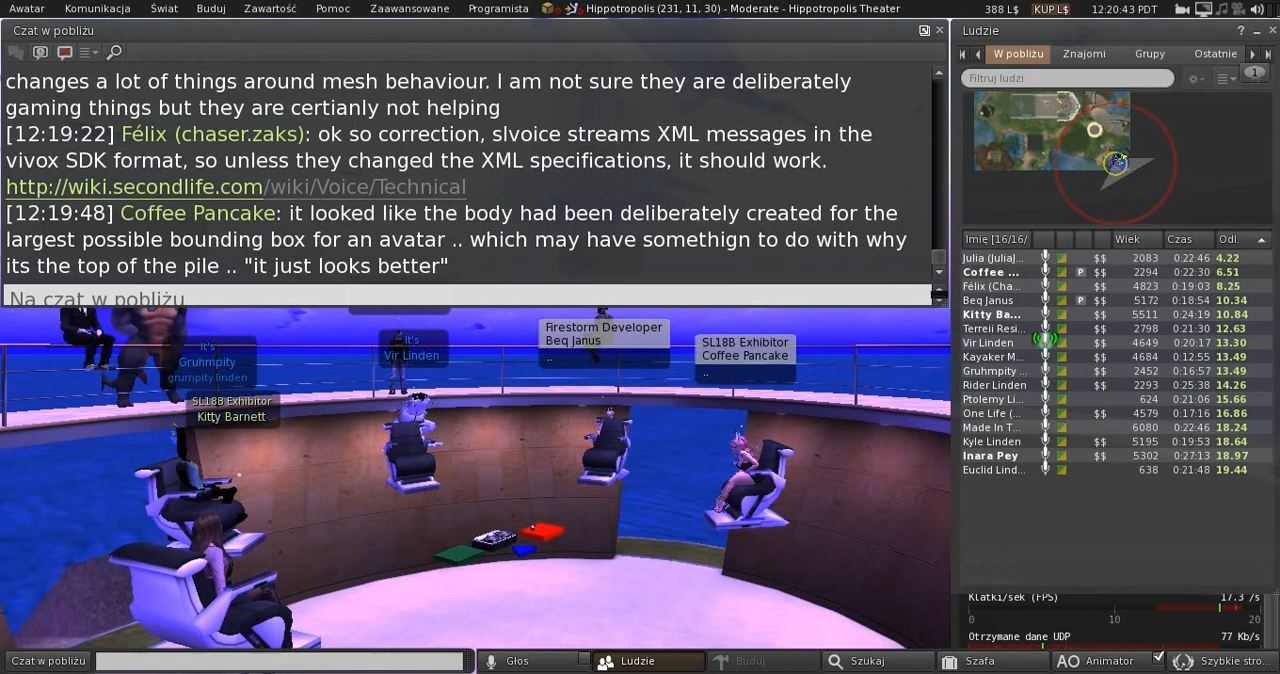 Awatar Komunikacja Świat Buduj Zawartość Pomoc Zaawansowane Programista Hippotropolis (231, 11, 30) - Moderate - Hippotropolis Theater 388 L$ KUP L$ 12:20:43 PDT
Czat w pobliżu
changes a lot of things around mesh behaviour. I am not sure they are deliberately
gaming things but they are certianly not helping
[12:19:22] Félix (chaser.zaks): ok so correction, slvoice streams XML messages in the
vivox SDK format, so unless they changed the XML specifications, it should work.
http://wiki.secondlife.com/wiki/Voice/Technical
[12:19:48] Coffee Pancake: it looked like the body had been deliberately created for the
largest possible bounding box for an avatar .. which may have somethign to do with why
its the top of the pile .. "it just looks better"
Na czat w pobliżu
It's
Gruhmpity
grumpity.linden
SL18B Exhibitor
Kitty Barnett
It's
Vir Linden
Firestorm Developer
Beq Janus
..
SL18B Exhibitor
Coffee Pancake
..
Ludzie ?
W pobliżu Znajomi Grupy Ostatnie
Filtruj ludzi 1
Imię [16/16/ Wiek Czas Odl.
Julia (JuliaJ... $$ 2083 0:22:46 4.22
Coffee ... P $$ 2294 0:22:30 6.51
Félix (Cha... $$ 4823 0:19:03 8.25
Beq Janus P $$ 5172 0:18:54 10.34
Kitty Ba... $$ 5511 0:24:19 10.84
Terreii Resi... $$ 2798 0:21:30 12.63
Vir Linden $$ 4649 0:20:17 13.30
Kayaker M... $$ 4684 0:12:55 13.49
Gruhmpity ... $$ 2452 0:16:57 13.49
Rider Linden $$ 2293 0:25:38 14.26
Ptolemy Li... 624 0:21:06 15.66
One Life (... $$ 4579 0:17:16 16.86
Made In T... 6080 0:22:46 18.24
Kyle Linden $$ 5195 0:19:53 18.64
Inara Pey $$ 5302 0:27:13 18.97
Euclid Lind... 638 0:21:48 19.44
Klatki/sek (FPS) 17.3 /s
0 10 20
Otrzymane dane UDP 77 Kb/s
Czat w pobliżu Głos Ludzie Buduj Szukaj Szafa AO Animator Szybkie stro...